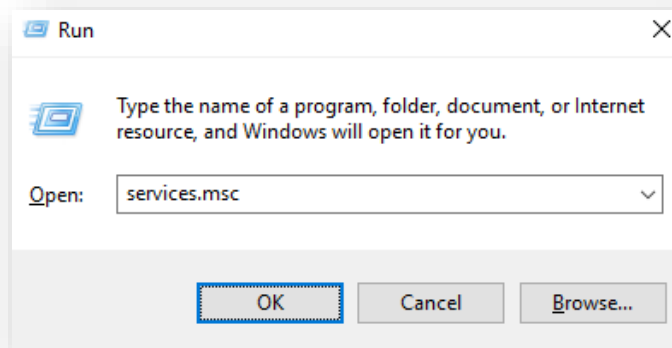 Run
Type the name of a program, folder, document, or Internet
resource, and Windows will open it for you.
Open: services.msc
OK Cancel Browse...